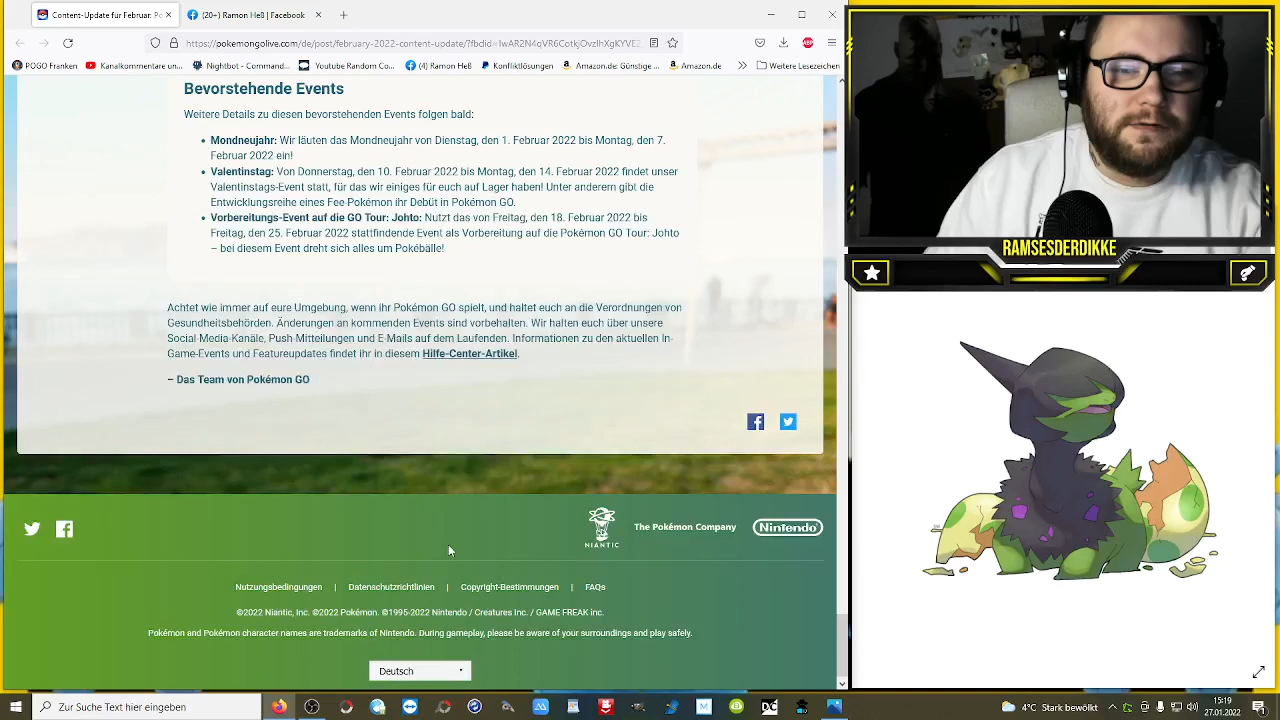 Content-Update für Februar: Po
https://pokemongolive.com
POGO Franken
Kanalkommentare un...
Nightbot - Command...
Youtube Random Co...
(4) Ramon Heß
Konfliktlösungen
Amazon.de: Günstige ...
Amazon.de
Weitere Lesezeichen
Bevorstehende Events
Weitere Details zu diesen bevorstehenden Events folgen bald:
Mondneujahr: Wir läuten das Mondneujahr von Dienstag, den 1. Februar 2022 bis Montag, den 7.
Februar 2022 ein!
Valentinstag: Von Donnerstag, den 10. Februar 2022 bis Montag, den 14. Februar 2022 findet unser
Valentinstags-Event statt, für das wir einiges für euch auf Lager haben! Unter anderem gibt die
Entwicklungsreihe eines Fee Pokémon ihr Debüt in Pokémon GO.
Vorbereitungs-Event auf die GO Tour: Johto: Nutzt das von Freitag, den 18. Februar 2022 bis
Freitag, den 25. Februar 2022 stattfindende Event als Vorbereitung auf die Pokémon GO Tour: Johto
– bei diesem Event dreht sich alles um Pokébälle!
Achtet wie immer auf eure Umgebung, wenn ihr Pokémon GO spielt, und haltet euch an die Verordnungen von
Gesundheitsbehörden. Änderungen an kommenden Events sind vorbehalten. Wir halten euch über unsere
Social-Media-Kanäle, Push-Mitteilungen und E-Mails auf dem Laufenden. Informationen zu den aktuellen In-
Game-Events und Featureupdates findet ihr in diesem Hilfe-Center-Artikel.
– Das Team von Pokémon GO
RAMSESDERDIKKE
NIANTIC
The Pokémon Company
Nintendo
Nutzungsbedingungen | Datenschutzrichtlinien | Copyright-Bestimmungen | FAQs
©2022 Niantic, Inc. ©2022 Pokémon. ©1995-2022 Nintendo / Creatures Inc. / GAME FREAK inc.
Pokémon and Pokémon character names are trademarks of Nintendo. During gameplay, please be aware of your surroundings and play safely.
Deutsch
Zur Suche Text hier eingeben
4°C Stark bewölkt
15:19
27.01.2022